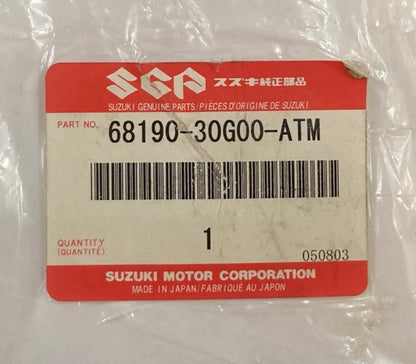 SGP スズキ純正部品
SUZUKI GENUINE PARTS/PIÈCES D'ORIGINE DE SUZUKI
PART NO. 68190-30G00-ATM
QUANTITY 1
(QUANTITÉ)
050803
SUZUKI MOTOR CORPORATION
MADE IN JAPAN/FABRIQUÉ AU JAPON